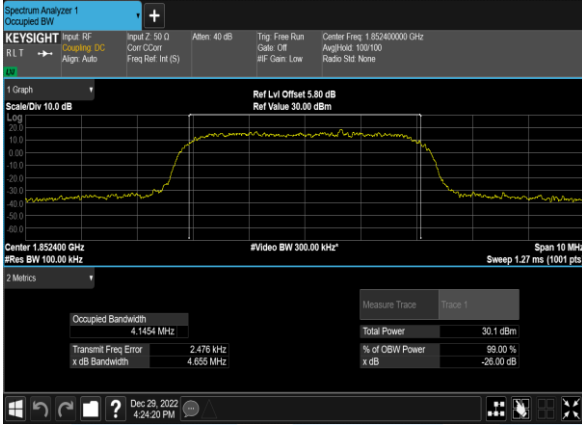 Spectrum Analyzer 1
Occupied BW
+
KEYSIGHT Input: RF Input Z: 50 Ω Atten: 40 dB Trig: Free Run Center Freq: 1.852400000 GHz
RLT Coupling: DC Corr CCorr Gate: Off Avg|Hold: 100/100
Align: Auto Freq Ref: Int (S) #IF Gain: Low Radio Std: None
1 Graph
Ref Lvl Offset 5.80 dB
Scale/Div 10.0 dB Ref Value 30.00 dBm
Log
20.0
10.0
0.00
-10.0
-20.0
-30.0
-40.0
-50.0
-60.0
Center 1.852400 GHz #Video BW 300.00 kHz* Span 10 MHz
#Res BW 100.00 kHz Sweep 1.27 ms (1001 pts
2 Metrics
Measure Trace Trace 1
Occupied Bandwidth
4.1454 MHz Total Power 30.1 dBm
Transmit Freq Error 2.476 kHz % of OBW Power 99.00 %
x dB Bandwidth 4.655 MHz x dB -26.00 dB
?
Dec 29, 2022
4:24:20 PM